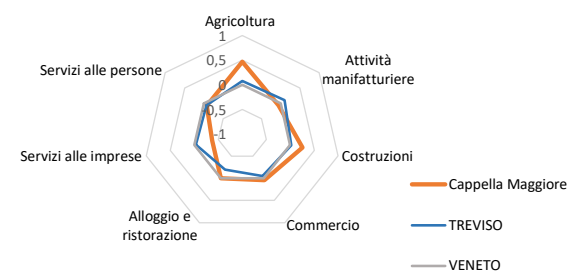 Agricoltura
1
0,5
0
0,5
-1
Attività
manifatturiere
Costruzioni
Commercio
Alloggio e
ristorazione
Servizi alle imprese
Servizi alle persone
Cappella Maggiore
TREVISO
VENETO